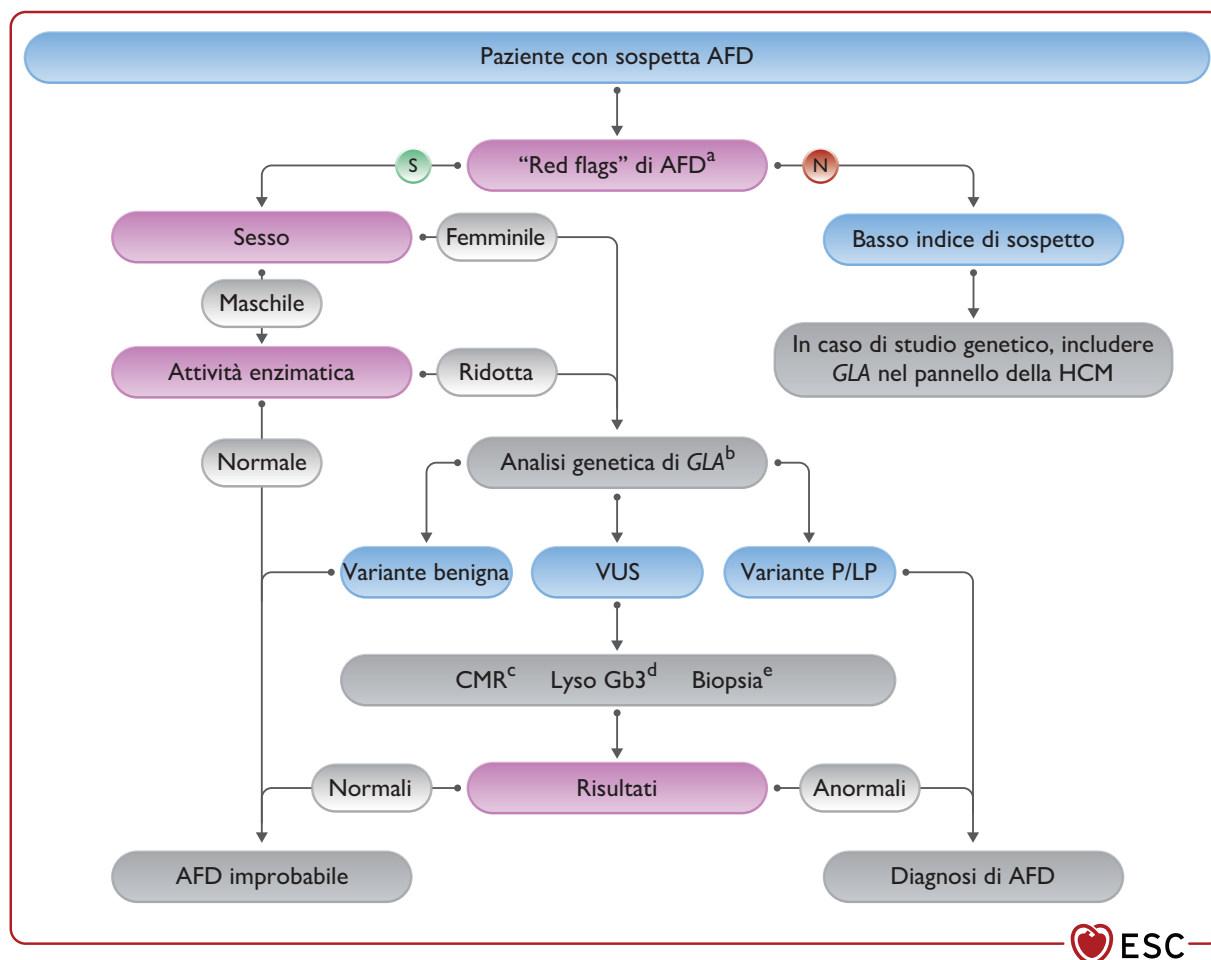 Paziente con sospetta AFD
S
“Red flags” di AFDa
N
Sesso
Femminile
Basso indice di sospetto
Maschile
In caso di studio genetico, includere
GLA nel pannello della HCM
Attività enzimatica
Ridotta
Normale
Analisi genetica di GLAb
Variante benigna
VUS
Variante P/LP
CMRc Lyso Gb3d Biopsiae
Normali
Risultati
Anormali
AFD improbabile
Diagnosi di AFD
ESC